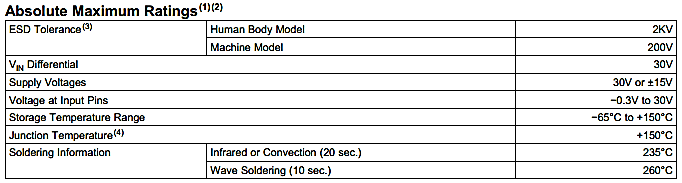 Absolute Maximum Ratings(1)(2)
ESD Tolerance(3) Human Body Model 2KV
Machine Model 200V
VIN Differential 30V
Supply Voltages 30V or ±15V
Voltage at Input Pins −0.3V to 30V
Storage Temperature Range −65°C to +150°C
Junction Temperature(4) +150°C
Soldering Information Infrared or Convection (20 sec.) 235°C
Wave Soldering (10 sec.) 260°C